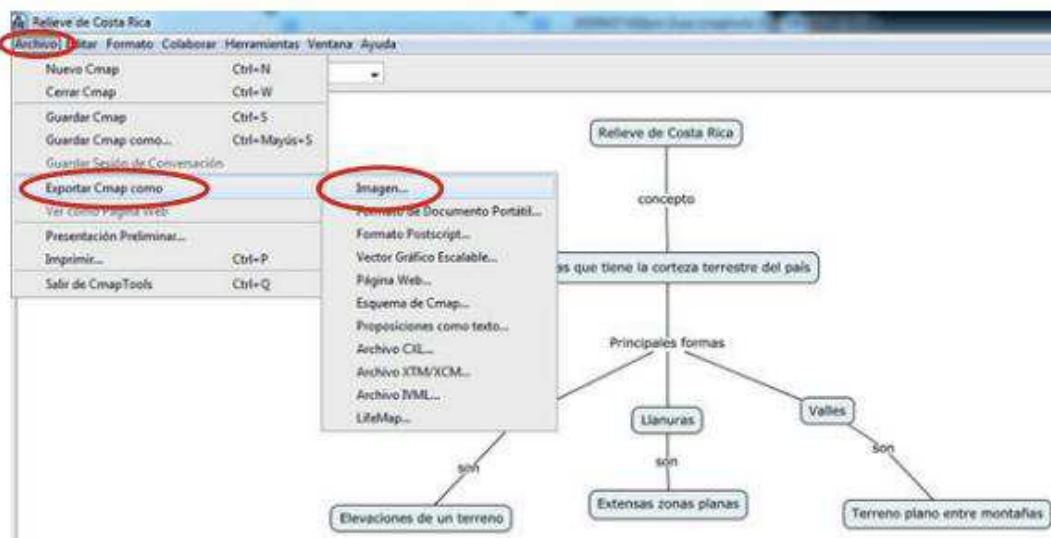 Relieve de Costa Rica
Archivo Editar Formato Colaborar Herramientas Ventana Ayuda
Nuevo Cmap Ctrl+N
Cerrar Cmap Ctrl+W
Guardar Cmap Ctrl+S
Guardar Cmap como... Ctrl+Mayús+S
Guardar Sesión de Conversación
Exportar Cmap como
Ver como Página Web
Presentación Preliminar...
Imprimir... Ctrl+P
Salir de CmapTools Ctrl+Q
Imagen...
Formato de Documento Portátil...
Formato Postscript...
Vector Gráfico Escalable...
Página Web...
Esquema de Cmap...
Proposiciones como texto...
Archivo CXL...
Archivo XTM/XCM...
Archivo IVML...
LifeMap...
Relieve de Costa Rica
concepto
as que tiene la corteza terrestre del país
Principales formas
Llanuras
Valles
son
son
son
Elevaciones de un terreno
Extensas zonas planas
Terreno plano entre montañas